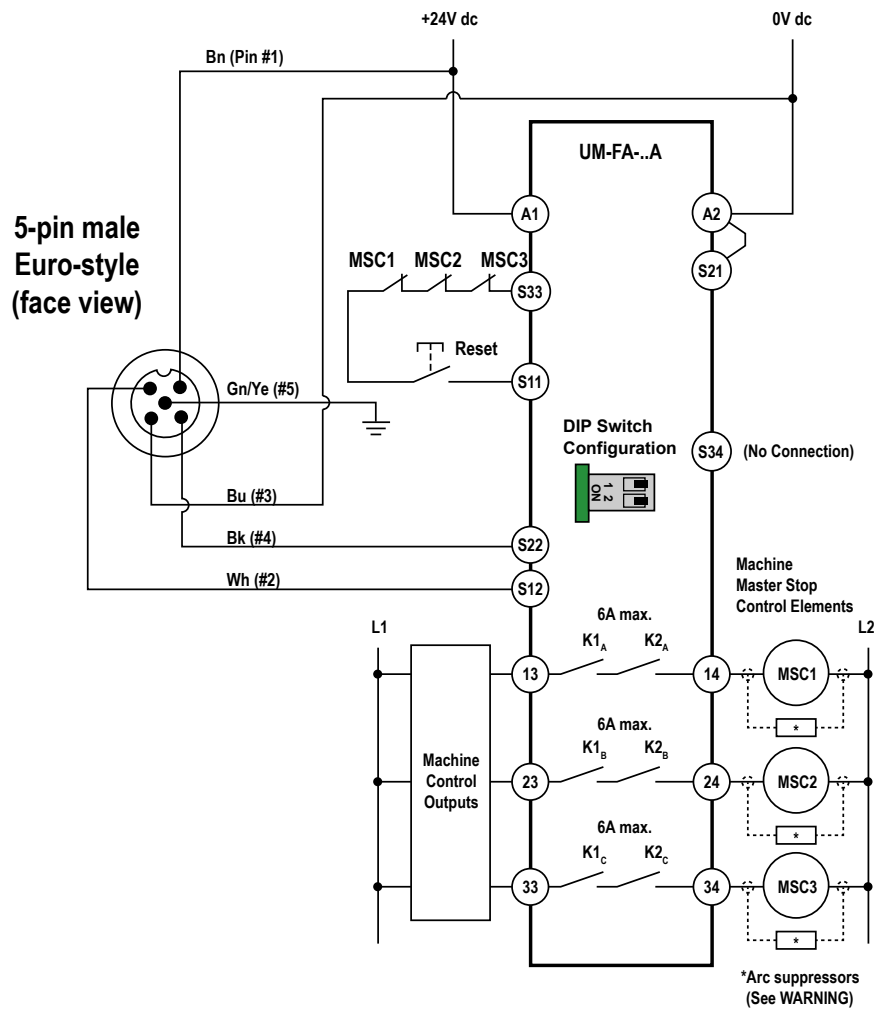 +24V dc
0V dc
Bn (Pin #1)
UM-FA-..A
5-pin male
Euro-style
(face view)
A1
A2
S21
MSC1 MSC2 MSC3
S33
Reset
S11
Gn/Ye (#5)
DIP Switch
Configuration
S34
(No Connection)
1 2
ON
Bu (#3)
Bk (#4)
S22
Wh (#2)
S12
Machine
Master Stop
Control Elements
L1
L2
6A max.
K1A K2A
13
14
MSC1
*
6A max.
K1B K2B
Machine
Control
Outputs
23
24
MSC2
*
6A max.
K1C K2C
33
34
MSC3
*
*Arc suppressors
(See WARNING)